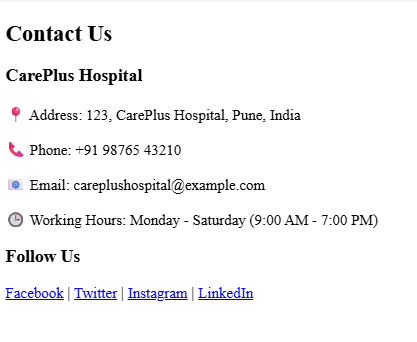 Contact Us
CarePlus Hospital
📍 Address: 123, CarePlus Hospital, Pune, India
📞 Phone: +91 98765 43210
📧 Email: careplushospital@example.com
🕒 Working Hours: Monday - Saturday (9:00 AM - 7:00 PM)
Follow Us
Facebook | Twitter | Instagram | LinkedIn